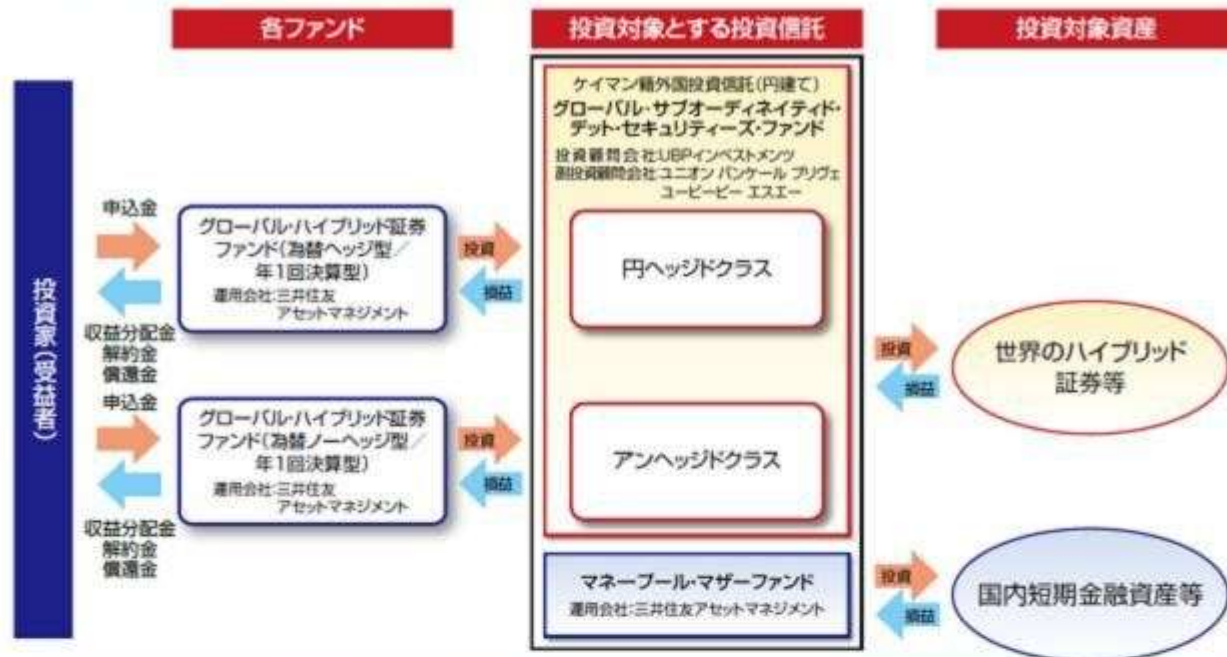 各ファンド
投資対象とする投資信託
投資対象資産
投資家(受益者)
申込金
収益分配金
解約金
償還金
申込金
収益分配金
解約金
償還金
グローバル・ハイブリッド証券
ファンド(為替ヘッジ型/
年1回決算型)
運用会社:三井住友
アセットマネジメント
投資
損益
グローバル・ハイブリッド証券
ファンド(為替ノーヘッジ型/
年1回決算型)
運用会社:三井住友
アセットマネジメント
投資
損益
ケイマン籍外国投資信託(円建て)
グローバル・サブオーディネイティド・
デット・セキュリティーズ・ファンド
投資顧問会社:UBPインベストメンツ
副投資顧問会社:ユニオン バンケール プリヴェ
ユービーピー エスエー
円ヘッジドクラス
アンヘッジドクラス
マネープール・マザーファンド
運用会社:三井住友アセットマネジメント
投資
損益
世界のハイブリッド
証券等
投資
損益
国内短期金融資産等